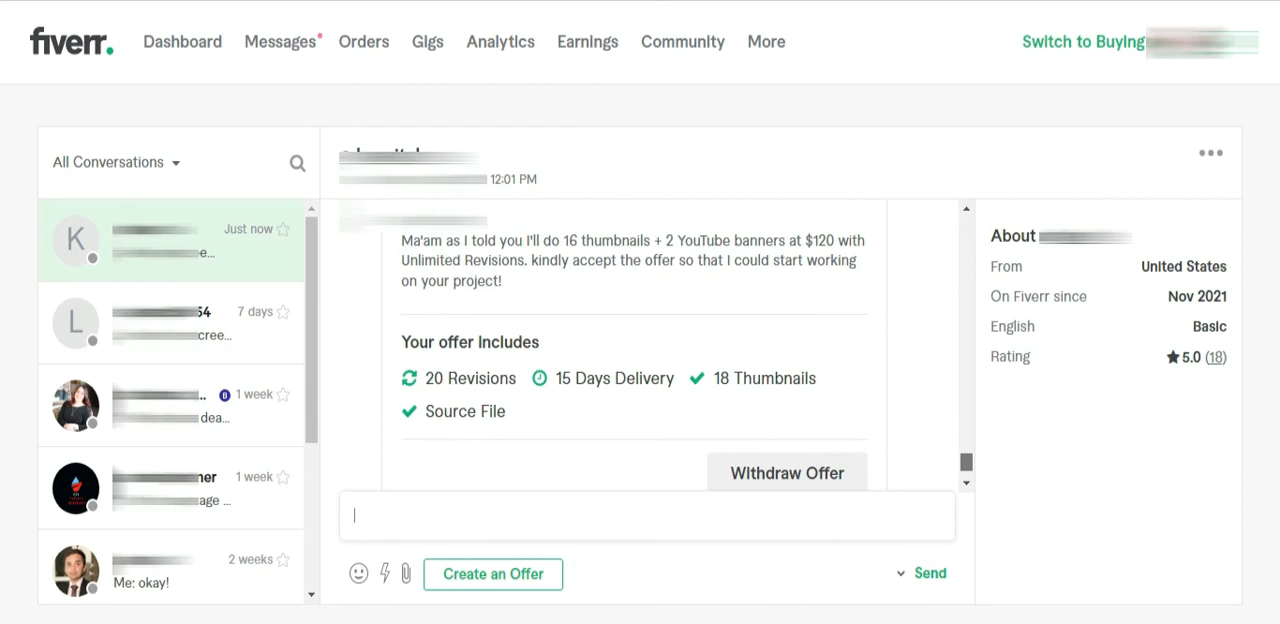 fiverr.
Dashboard Messages Orders Gigs Analytics Earnings Community More
Switch to Buying
All Conversations
12:01 PM
K
Just now
e...
L
54
7 days
cree...
..
B
1 week
dea...
ner
1 week
age ...
2 weeks
Me: okay!
Ma'am as I told you I'll do 16 thumbnails + 2 YouTube banners at $120 with
Unlimited Revisions. kindly accept the offer so that I could start working
on your project!
Your offer includes
20 Revisions 15 Days Delivery 18 Thumbnails
Source File
Withdraw Offer
Create an Offer
Send
About
From United States
On Fiverr since Nov 2021
English Basic
Rating 5.0 (18)